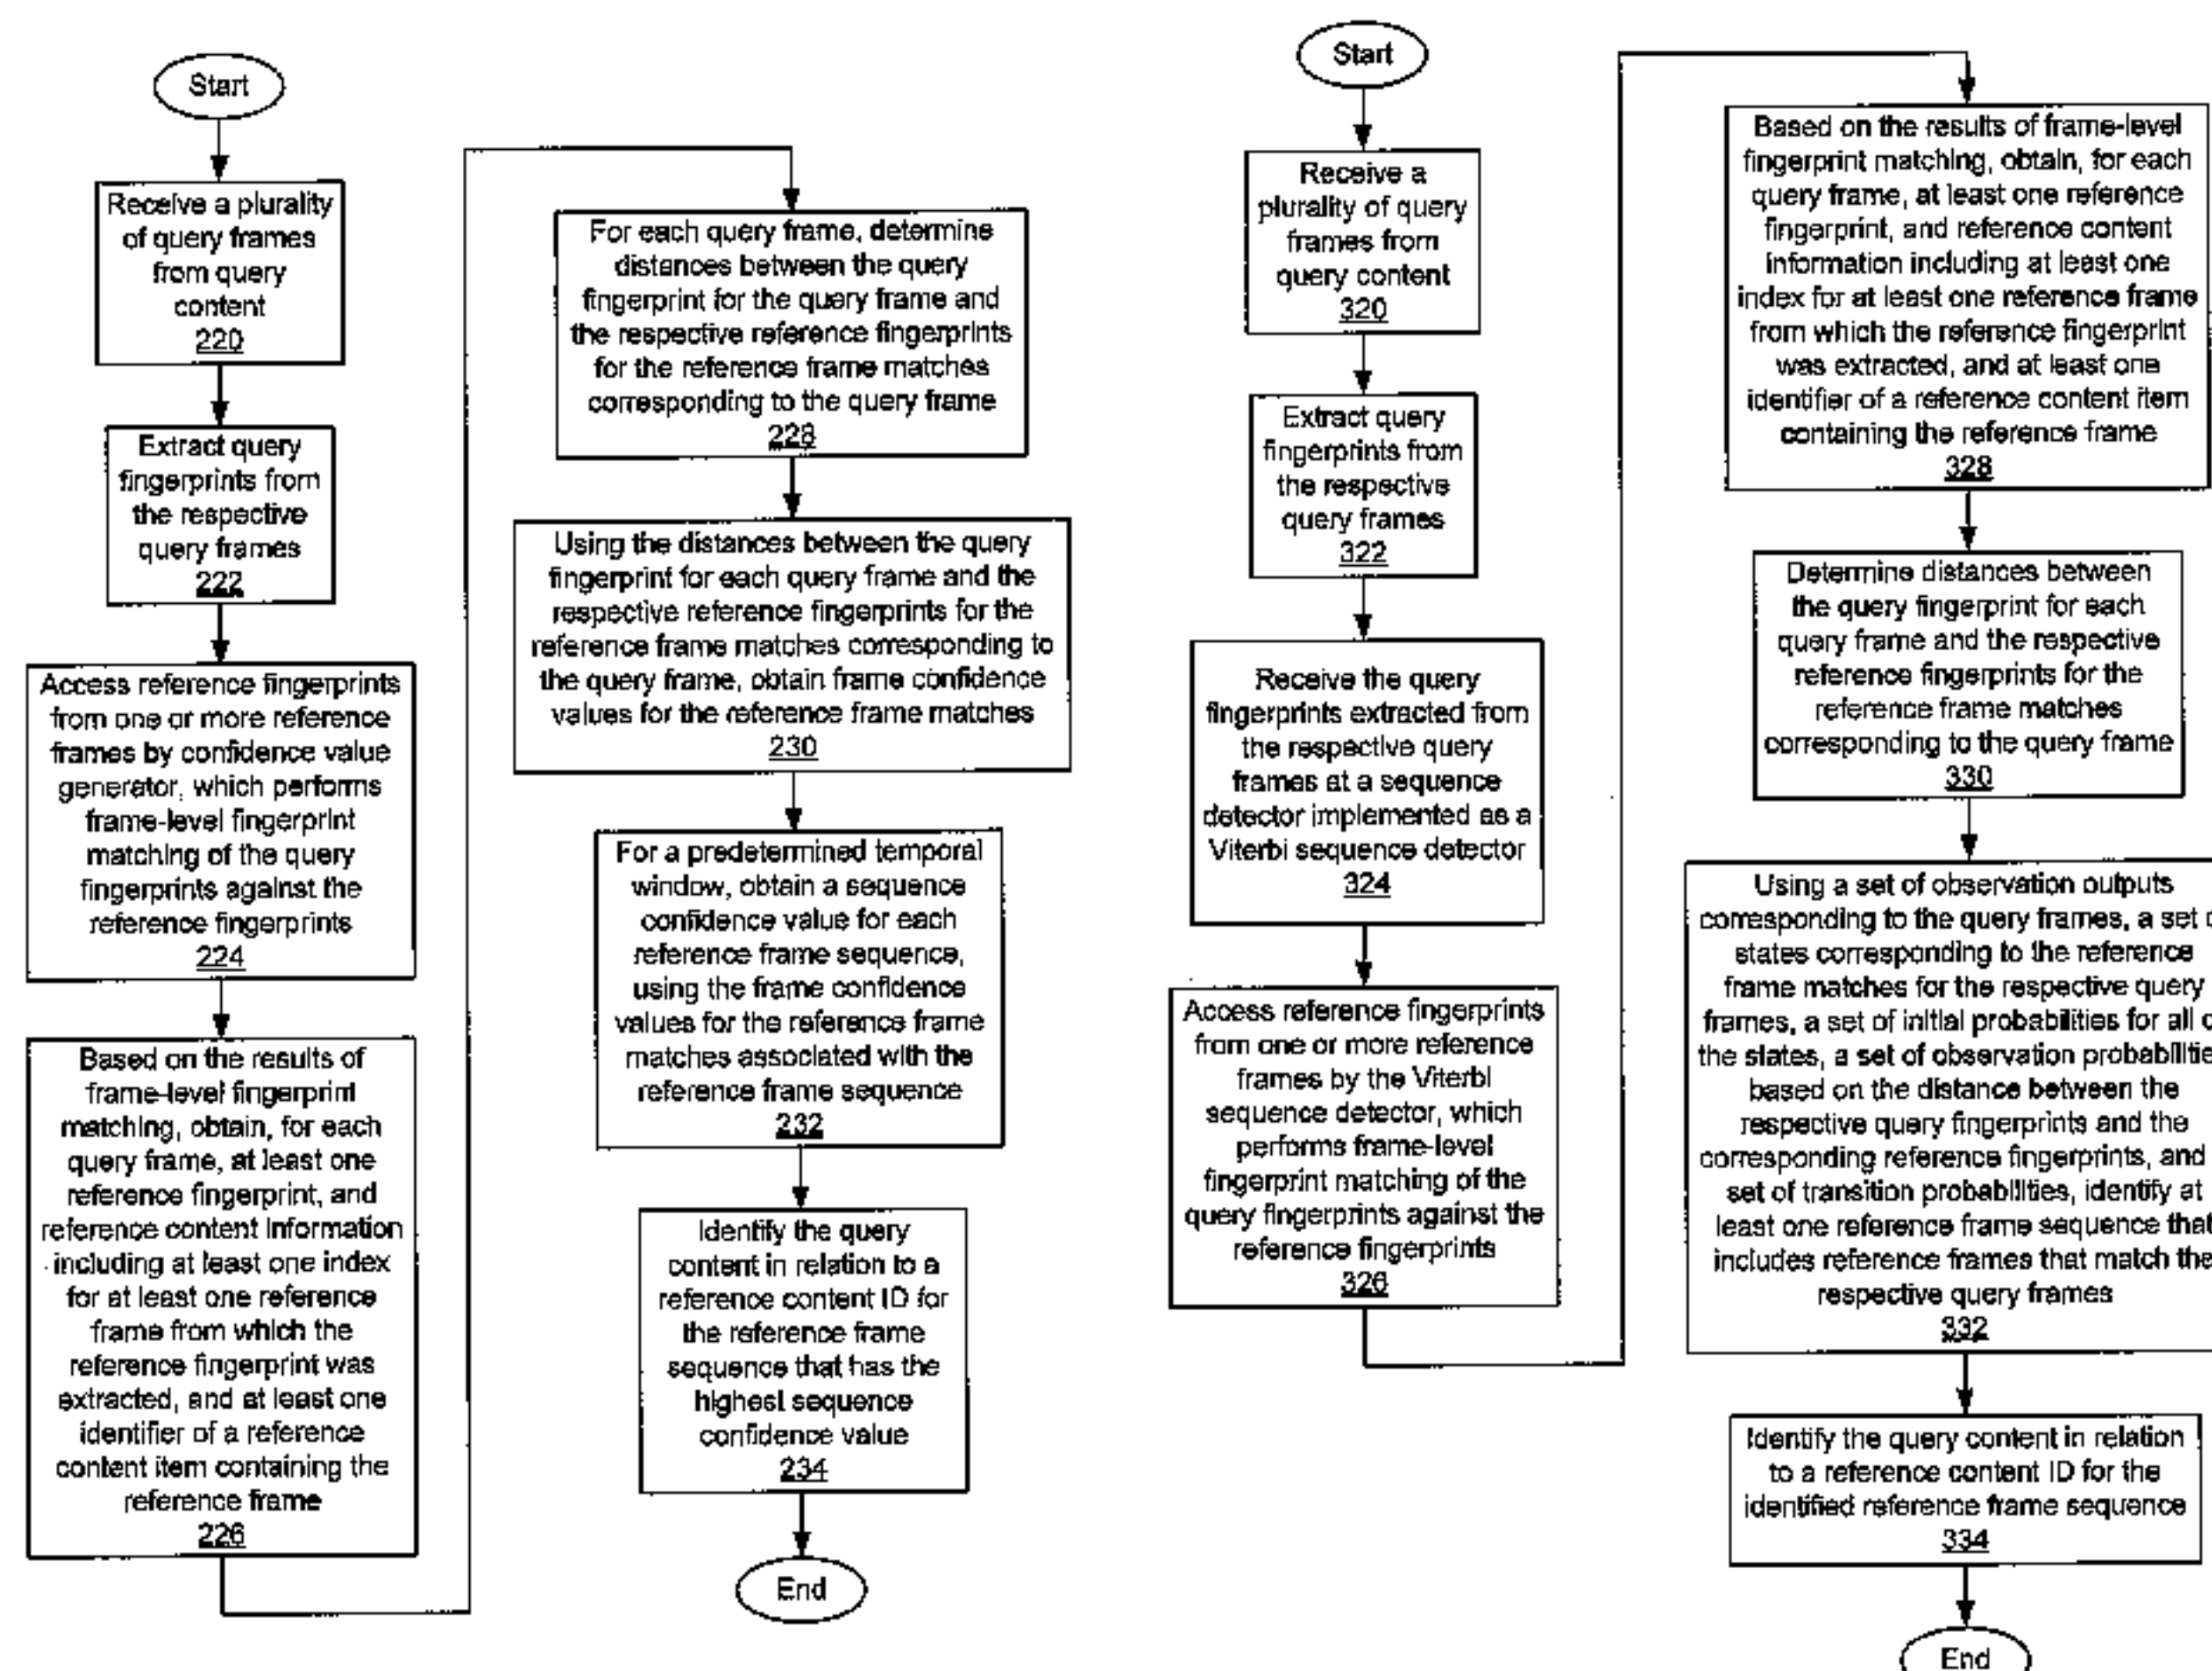 Start
Receive a plurality
of query frames
from query
content
220
Extract query
fingerprints from
the respective
query frames
222
Access reference fingerprints
from one or more reference
frames by confidence value
generator, which performs
frame-level fingerprint
matching of the query
fingerprints against the
reference fingerprints
224
Based on the results of
frame-level fingerprint
matching, obtain, for each
query frame, at least one
reference fingerprint, and
reference content information
including at least one index
for at least one reference
frame from which the
reference fingerprint was
extracted, and at least one
identifier of a reference
content item containing the
reference frame
226
For each query frame, determine
distances between the query
fingerprint for the query frame and
the respective reference fingerprints
for the reference frame matches
corresponding to the query frame
228
Using the distances between the query
fingerprint for each query frame and the
respective reference fingerprints for the
reference frame matches corresponding to
the query frame, obtain frame confidence
values for the reference frame matches
230
For a predetermined temporal
window, obtain a sequence
confidence value for each
reference frame sequence,
using the frame confidence
values for the reference frame
matches associated with the
reference frame sequence
232
Identify the query
content in relation to a
reference content ID for
the reference frame
sequence that has the
highest sequence
confidence value
234
End
Start
Receive a
plurality of query
frames from
query content
320
Extract query
fingerprints from
the respective
query frames
322
Receive the query
fingerprints extracted from
the respective query
frames at a sequence
detector implemented as a
Viterbi sequence detector
324
Access reference fingerprints
from one or more reference
frames by the Viterbi
sequence detector, which
performs frame-level
fingerprint matching of the
query fingerprints against the
reference fingerprints
326
Based on the results of frame-level
fingerprint matching, obtain, for each
query frame, at least one reference
fingerprint, and reference content
information including at least one
index for at least one reference frame
from which the reference fingerprint
was extracted, and at least one
identifier of a reference content item
containing the reference frame
328
Determine distances between
the query fingerprint for each
query frame and the respective
reference fingerprints for the
reference frame matches
corresponding to the query frame
330
Using a set of observation outputs
corresponding to the query frames, a set
states corresponding to the reference
frame matches for the respective query
frames, a set of initial probabilities for all
the states, a set of observation
based on the distance between the
respective query fingerprints and the
corresponding reference fingerprints, and
set of transition probabilities, identify at
least one reference frame sequence that
includes reference frames that match the
respective query frames
332
Identify the query content in relation
to a reference content ID for the
identified reference frame sequence
334
End